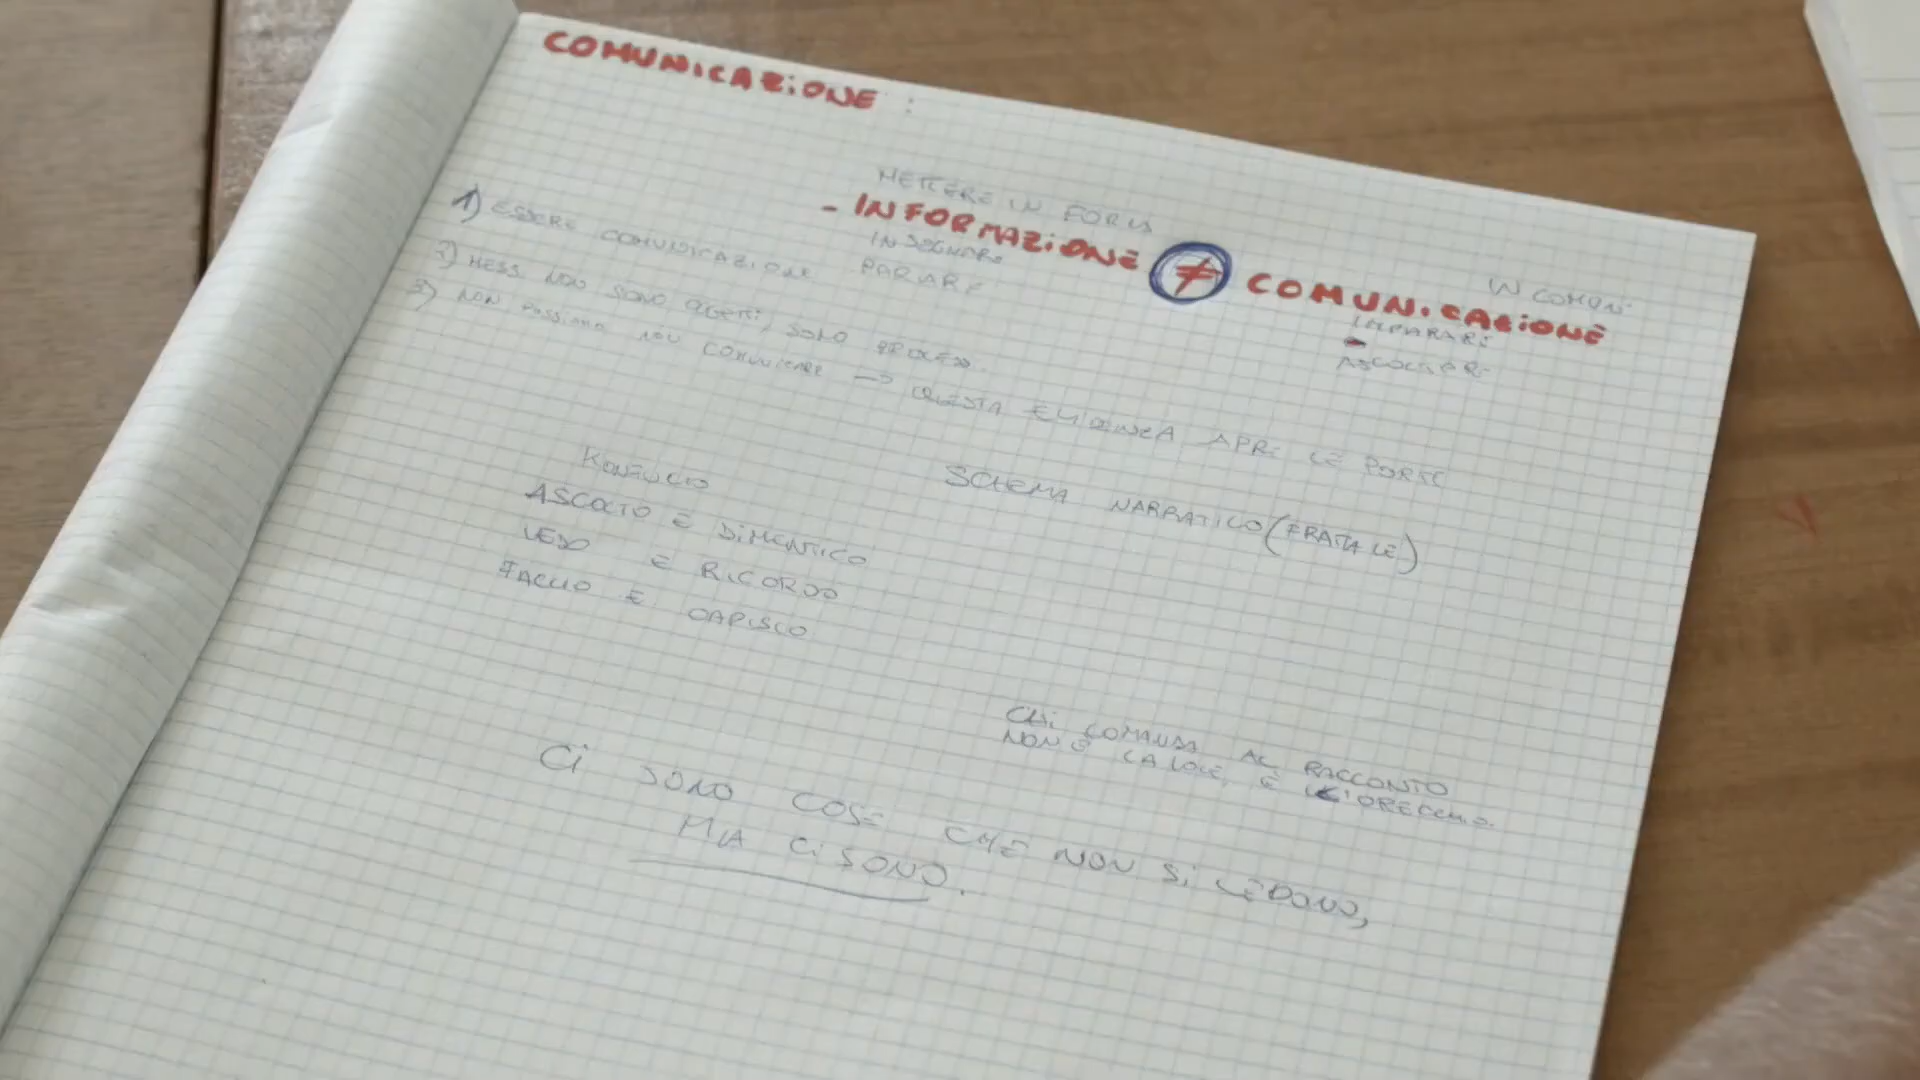 COMUNICAZIONE :
METTERE IN FORMA
- INFORMAZIONE ≠ COMUNICAZIONE
INSEGNARE
PARLARE
IN COMUNE
IMPARARE
ASCOLTARE
1) ESSERE COMUNICAZIONE
2) NESSI NON SONO OGGETTI, SONO PROCESSI
3) NON POSSIAMO NON COMUNICARE → QUESTA EVIDENZA APRE LE PORTE
KONFUCIO
ASCOLTO E DIMENTICO
VEDO E RICORDO
FACCIO E CAPISCO
SCHEMA NARRATIVO (FRATTALE)
CHI COMANDA AL RACCONTO
NON È LA VOCE, È L'ORECCHIO.
Ci SONO COSE CHE NON Si VEDONO,
MA Ci SONO.